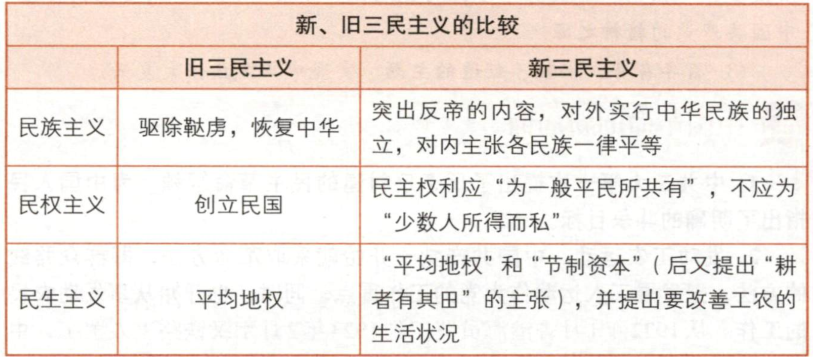 新、旧三民主义的比较
旧三民主义
新三民主义
民族主义
驱除鞑虏，恢复中华
突出反帝的内容，对外实行中华民族的独
立，对内主张各民族一律平等
民权主义
创立民国
民主权利应“为一般平民所共有”，不应为
“少数人所得而私”
民生主义
平均地权
“平均地权”和“节制资本”（后又提出“耕
者有其田”的主张），并提出要改善工农的
生活状况